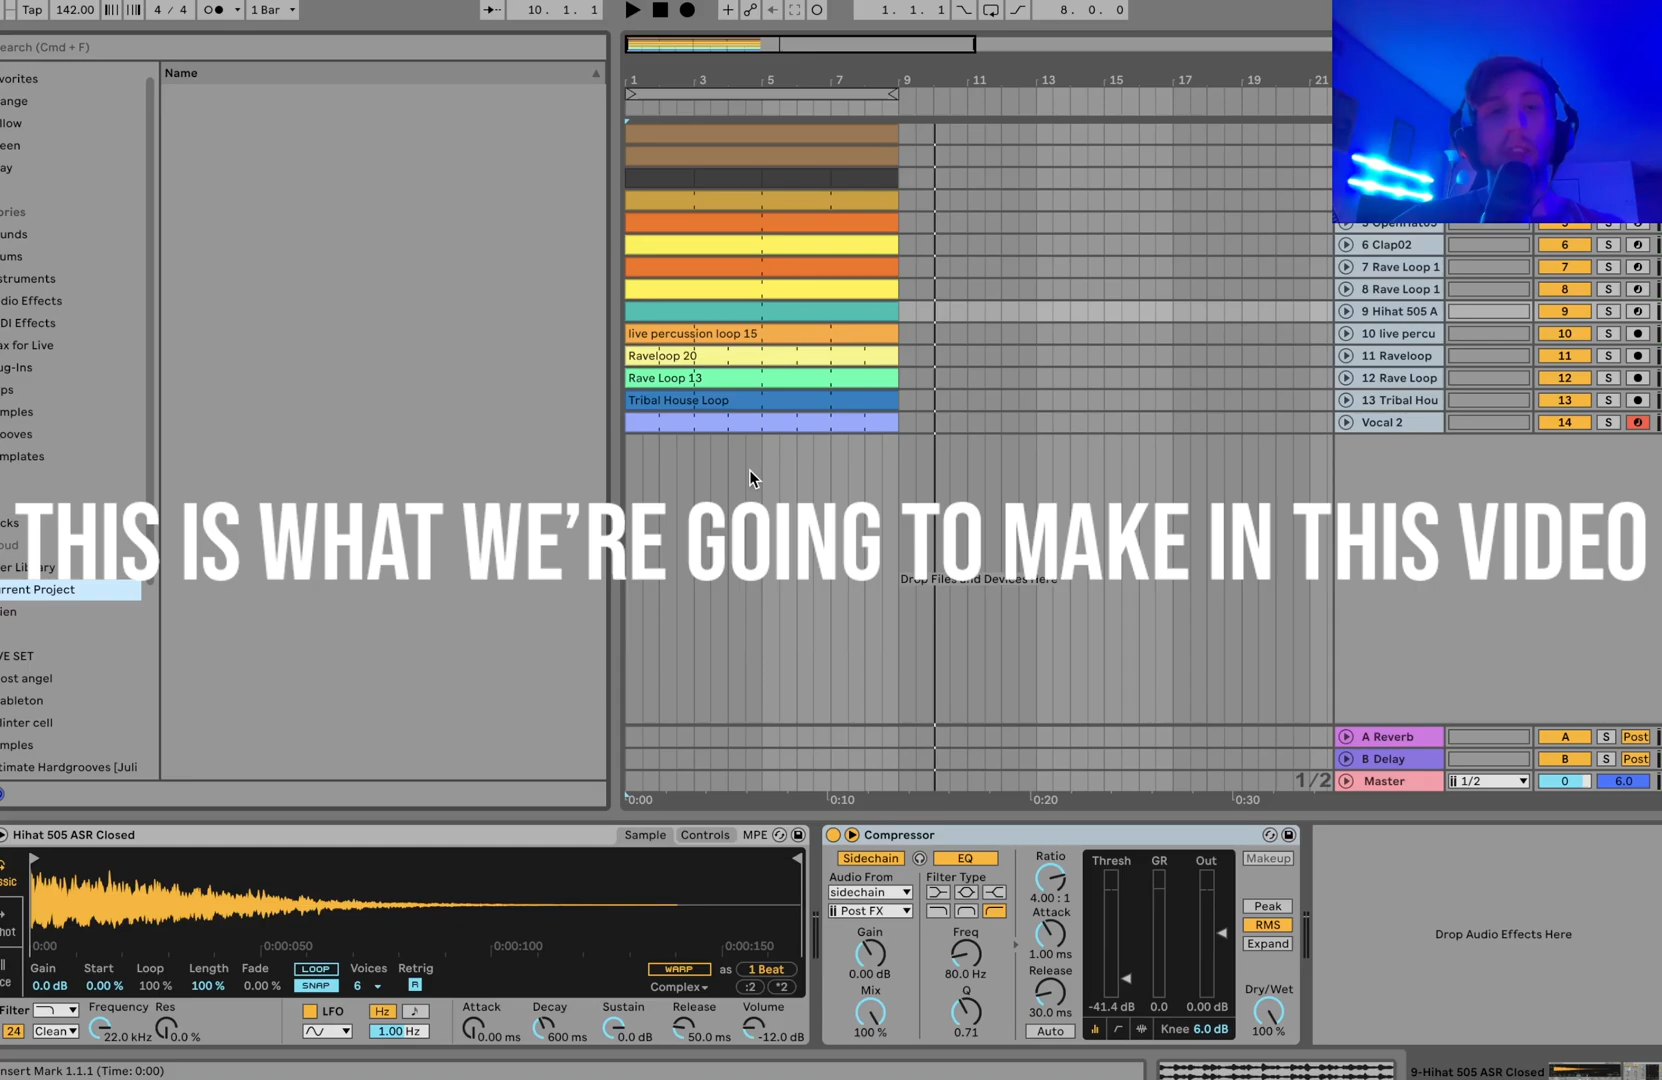 Tap 142.00 4 / 4 1 Bar 10. 1. 1 1. 1. 1 8. 0. 0
earch (Cmd + F)
Name
vorites
ange
llow
een
ay
ories
unds
ums
struments
dio Effects
DI Effects
ax for Live
ug-Ins
ps
mples
ooves
mplates
cks
oud
er Library
rrent Project
ien
VE SET
ost angel
ableton
linter cell
mples
timate Hardgrooves [Juli
1 3 5 7 9 11 13 15 17 19 21
live percussion loop 15
Raveloop 20
Rave Loop 13
Tribal House Loop
6 Clap02 6 S
7 Rave Loop 1 7 S
8 Rave Loop 1 8 S
9 Hihat 505 A 9 S
10 live percu 10 S
11 Raveloop 11 S
12 Rave Loop 12 S
13 Tribal Hou 13 S
Vocal 2 14 S
THIS IS WHAT WE'RE GOING TO MAKE IN THIS VIDEO
Drop Files and Devices Here
A Reverb A S Post
B Delay B S Post
Master 1/2 0 6.0
1/2
0:00 0:10 0:20 0:30
Hihat 505 ASR Closed Sample Controls MPE
ssic
hot
ce
0:00 0:00:050 0:00:100 0:00:150
Gain Start Loop Length Fade LOOP Voices Retrig WARP as 1 Beat
0.0 dB 0.00 % 100 % 100 % 0.00 % SNAP 6 R Complex :2 *2
Filter Frequency Res LFO Hz Attack Decay Sustain Release Volume
24 Clean 22.0 kHz 0.0 % 1.00 Hz 0.00 ms 600 ms 0.0 dB 50.0 ms -12.0 dB
Compressor
Sidechain EQ
Audio From Filter Type
sidechain
Post FX
Gain Freq
0.00 dB 80.0 Hz
Mix Q
100 % 0.71
Ratio
4.00 : 1
Attack
1.00 ms
Release
30.0 ms
Auto
Thresh GR Out
-41.4 dB 0.0 0.00 dB
Knee 6.0 dB
Makeup
Peak
RMS
Expand
Dry/Wet
100 %
Drop Audio Effects Here
nsert Mark 1.1.1 (Time: 0:00)
9-Hihat 505 ASR Closed